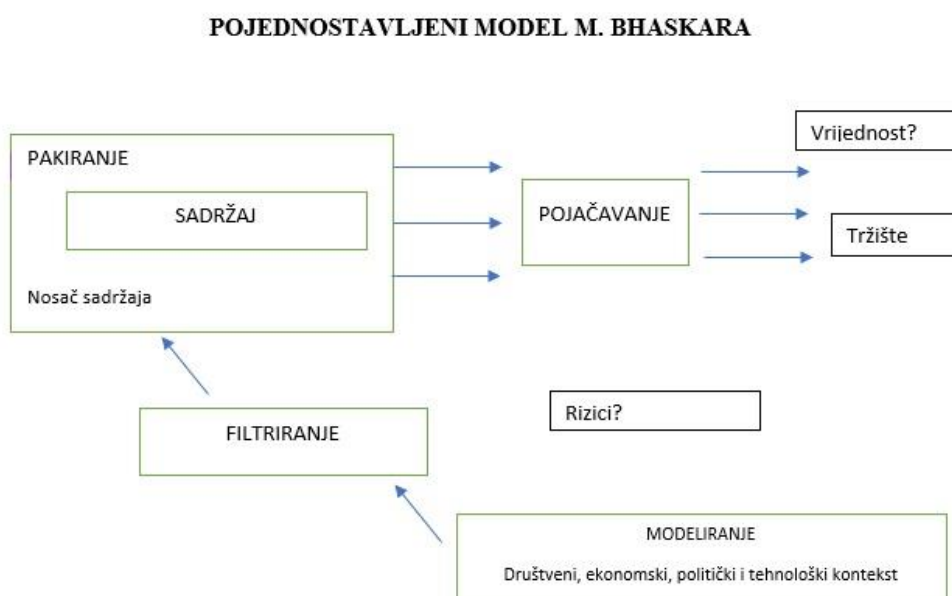 POJEDNOSTAVLJENI MODEL M. BHASKARA
Vrijednost?
PAKIRANJE
SADRŽAJ
POJAČAVANJE
Tržište
Nosač sadržaja
Rizici?
FILTRIRANJE
MODELIRANJE
Društveni, ekonomski, politički i tehnološki kontekst